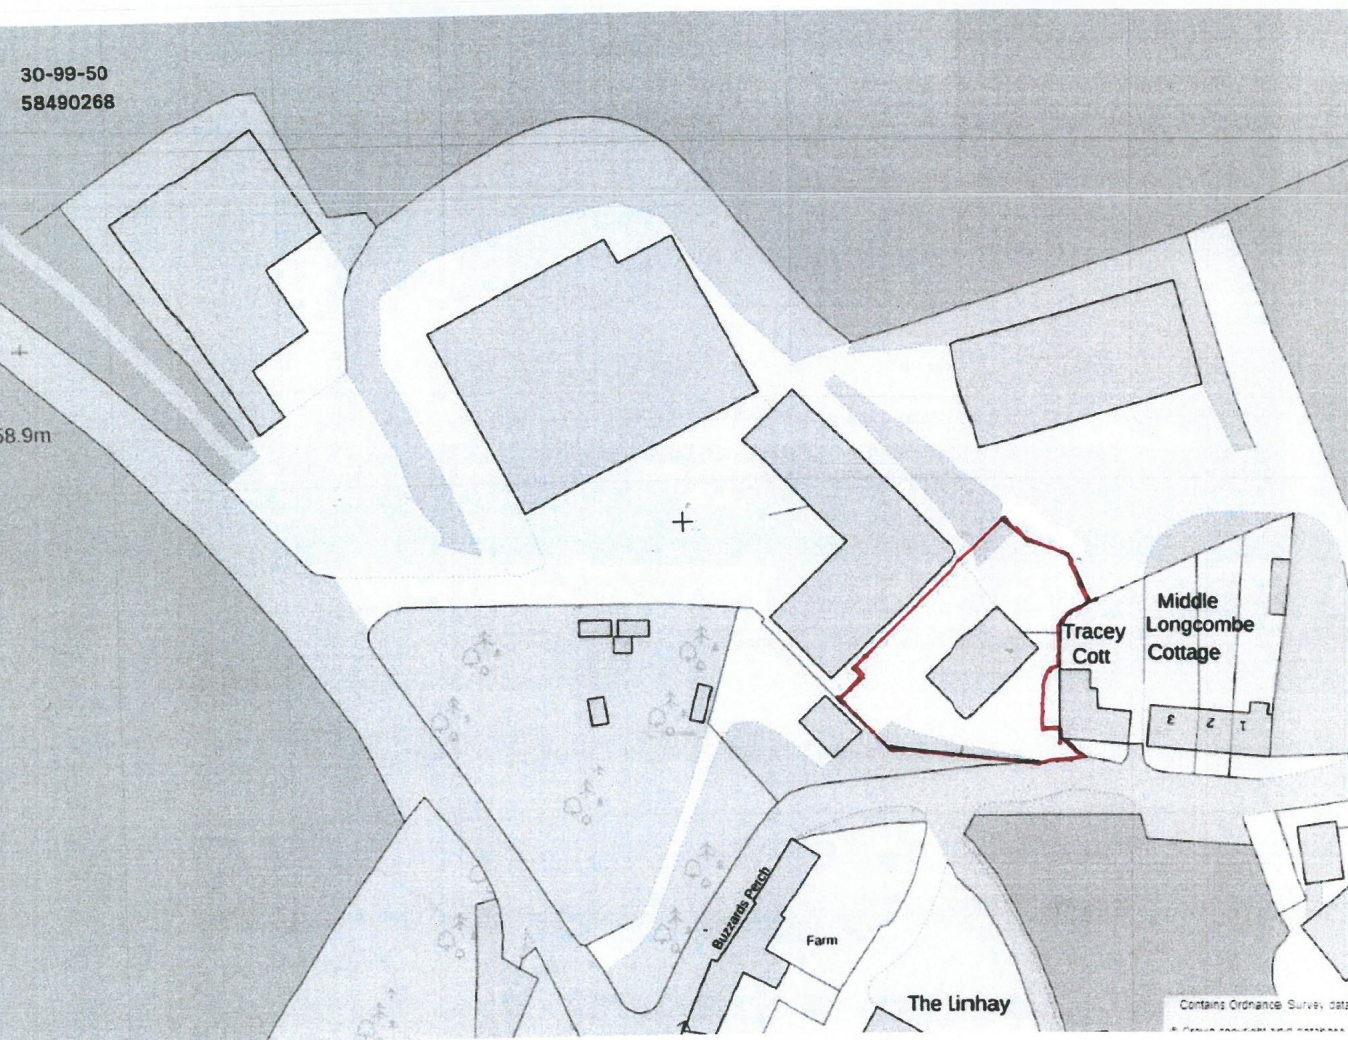 30-99-50
58490268
58.9m
Middle
Longcombe
Cottage
Tracey
Cott
3
2
1
Buzzards Perch
Farm
The Linhay
Contains Ordnance Survey data